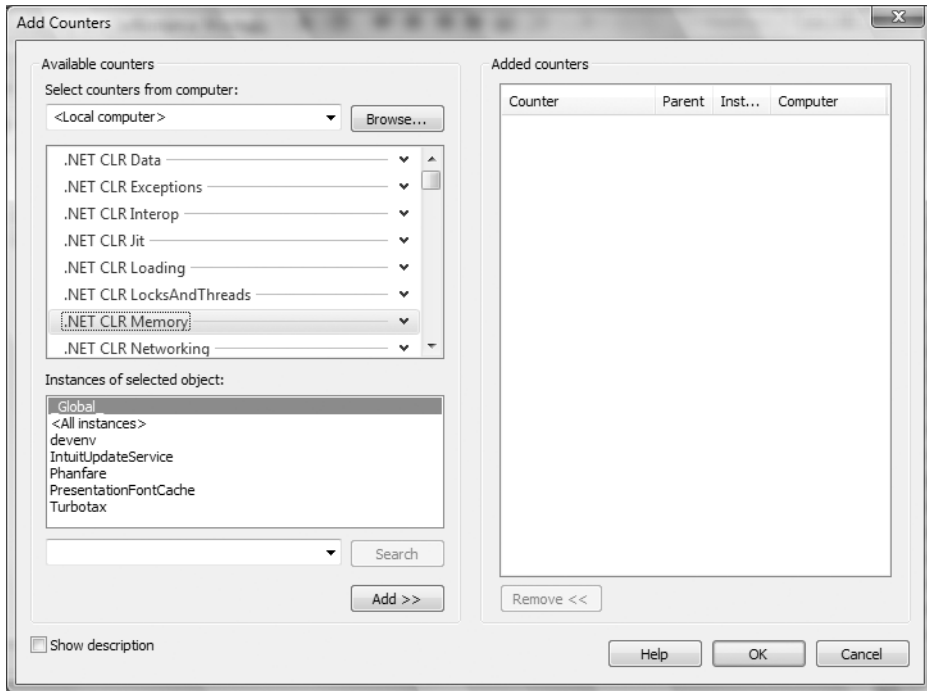 Add Counters
Available counters
Select counters from computer:
<Local computer>
Browse...
.NET CLR Data
.NET CLR Exceptions
.NET CLR Interop
.NET CLR Jit
.NET CLR Loading
.NET CLR LocksAndThreads
.NET CLR Memory
.NET CLR Networking
Instances of selected object:
_Global_
<All instances>
devenv
IntuitUpdateService
Phanfare
PresentationFontCache
Turbotax
Search
Add >>
Show description
Added counters
Counter Parent Inst... Computer
Remove <<
Help OK Cancel